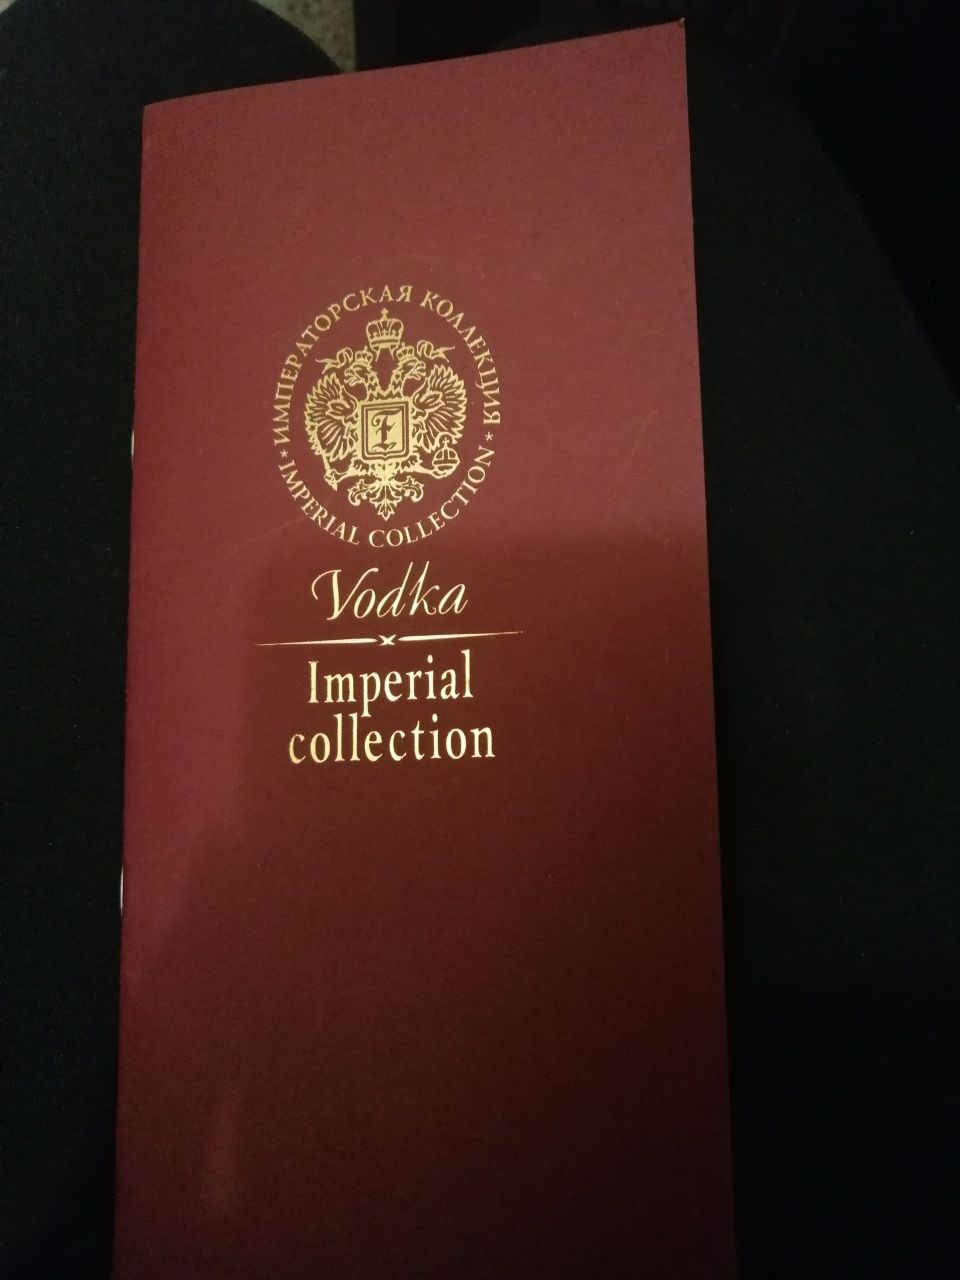 ИМПЕРАТОРСКАЯ КОЛЛЕКЦИЯ
* IMPERIAL COLLECTION *
E
Vodka
Imperial
collection